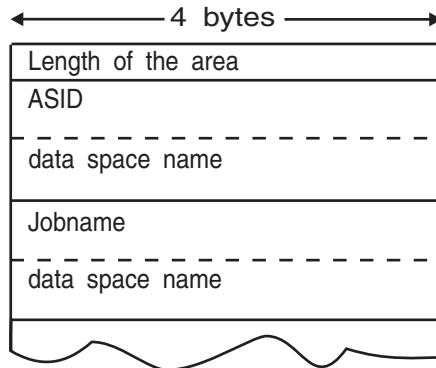 4 bytes
Length of the area
ASID
data space name
Jobname
data space name